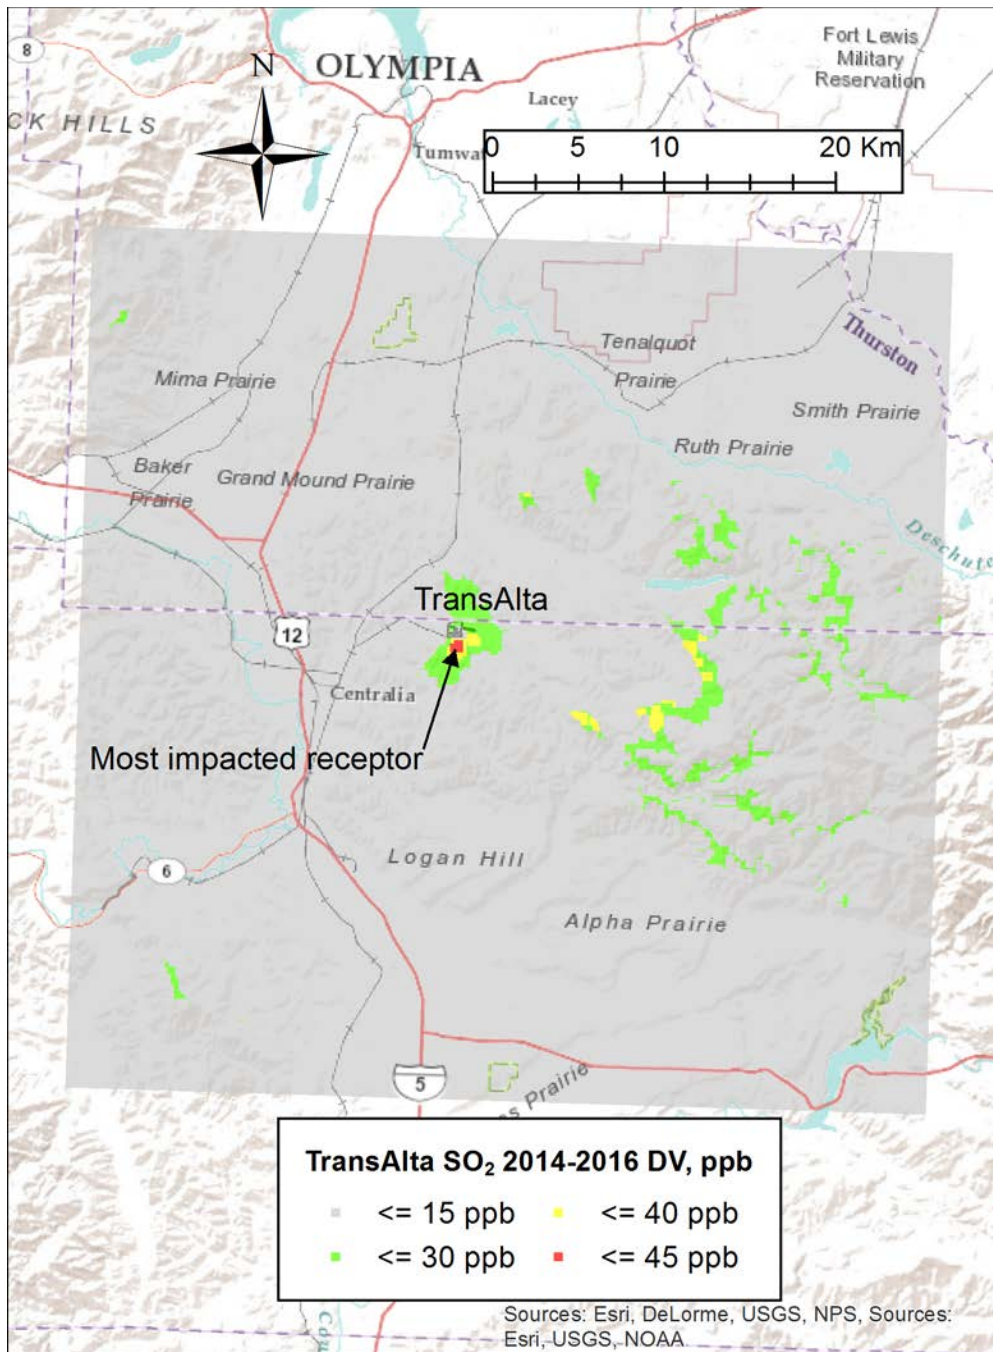 8
N
OLYMPIA
Fort Lewis
Military
Reservation
Lacey
CK HILLS
Tumwat
0 5 10 20 Km
Thurston
Tenalquot
Prairie
Mima Prairie
Smith Prairie
Ruth Prairie
Baker
Prairie
Grand Mound Prairie
Deschute
TransAlta
12
Centralia
Most impacted receptor
Logan Hill
6
Alpha Prairie
5
ss Prairie
TransAlta SO₂ 2014-2016 DV, ppb
<= 15 ppb <= 40 ppb
<= 30 ppb <= 45 ppb
Sources: Esri, DeLorme, USGS, NPS, Sources:
Esri, USGS, NOAA